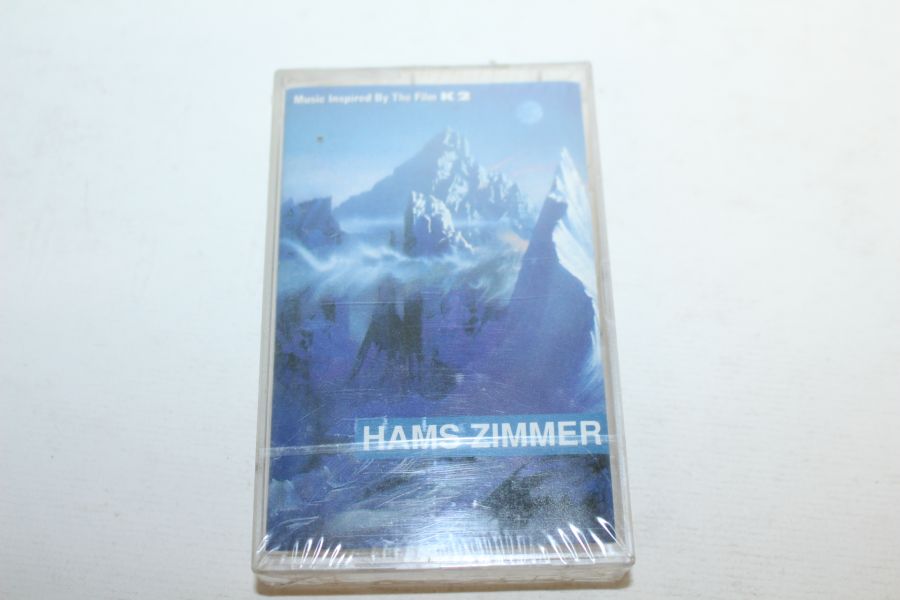 Music Inspired By The Film K2
HAMS ZIMMER